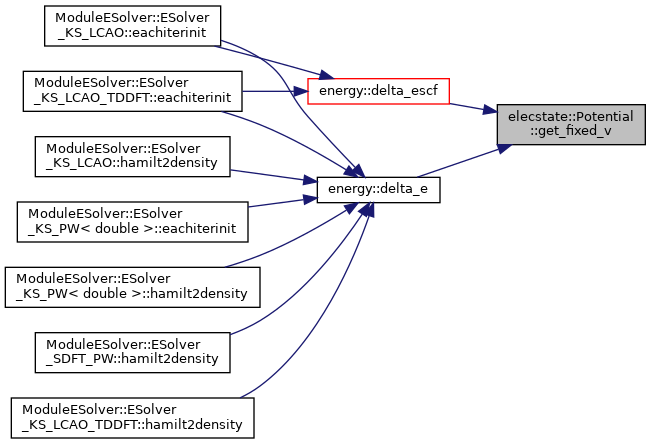 ModuleESolver::ESolver
_KS_LCAO::eachiterinit
ModuleESolver::ESolver
_KS_LCAO_TDDFT::eachiterinit
energy::delta_escf
elecstate::Potential
::get_fixed_v
ModuleESolver::ESolver
_KS_LCAO::hamilt2density
energy::delta_e
ModuleESolver::ESolver
_KS_PW< double >::eachiterinit
ModuleESolver::ESolver
_KS_PW< double >::hamilt2density
ModuleESolver::ESolver
_SDFT_PW::hamilt2density
ModuleESolver::ESolver
_KS_LCAO_TDDFT::hamilt2density